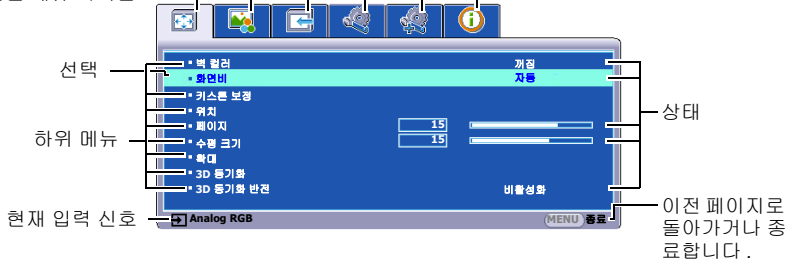 벽 컬러 꺼짐
선택
화면비 자동
키스톤 보정
위치
상태
페이지 15
하위 메뉴
수평 크기 15
확대
3D 동기화
3D 동기화 반전 비활성화
현재 입력 신호
Analog RGB MENU 종료
이전 페이지로
돌아가거나 종
료합니다 .